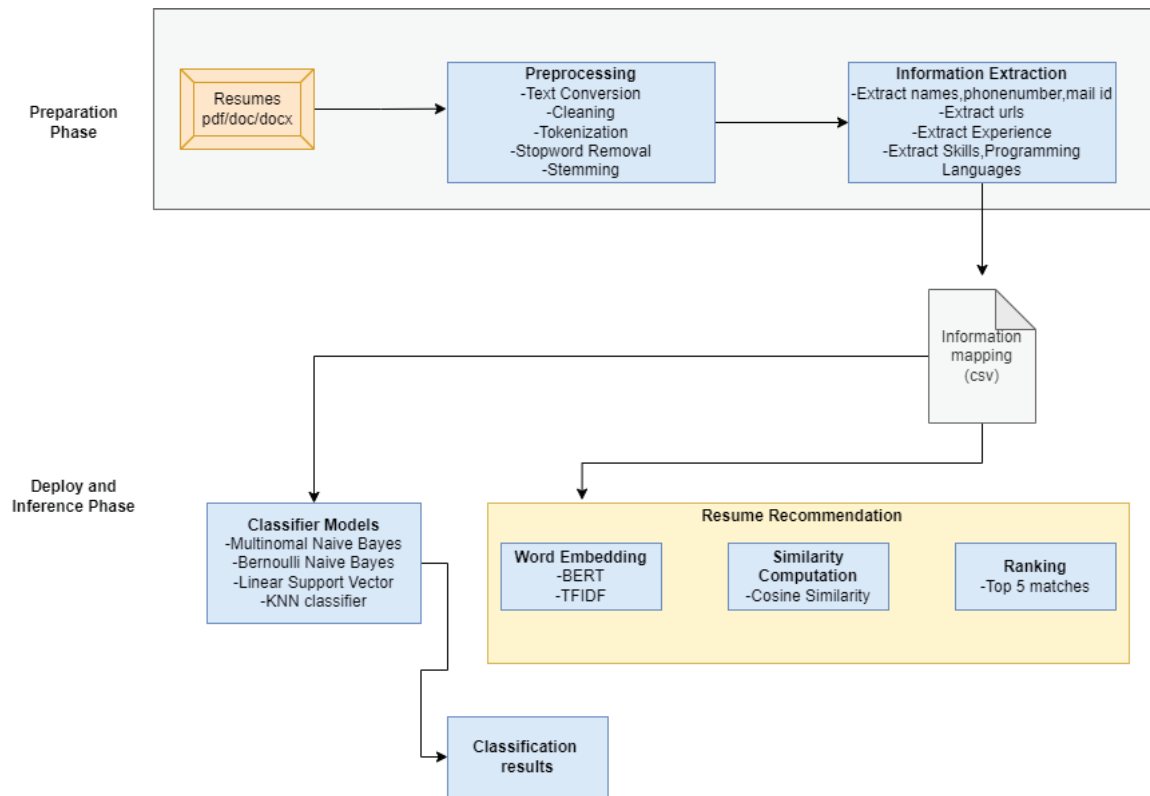 Preparation
Phase
Resumes
pdf/doc/docx
Preprocessing
-Text Conversion
-Cleaning
-Tokenization
-Stopword Removal
-Stemming
Information Extraction
-Extract names,phonenumber,mail id
-Extract urls
-Extract Experience
-Extract Skills,Programming
Languages
Information
mapping
(csv)
Deploy and
Inference Phase
Classifier Models
-Multinomal Naive Bayes
-Bernoulli Naive Bayes
-Linear Support Vector
-KNN classifier
Resume Recommendation
Word Embedding
-BERT
-TFIDF
Similarity
Computation
-Cosine Similarity
Ranking
-Top 5 matches
Classification
results